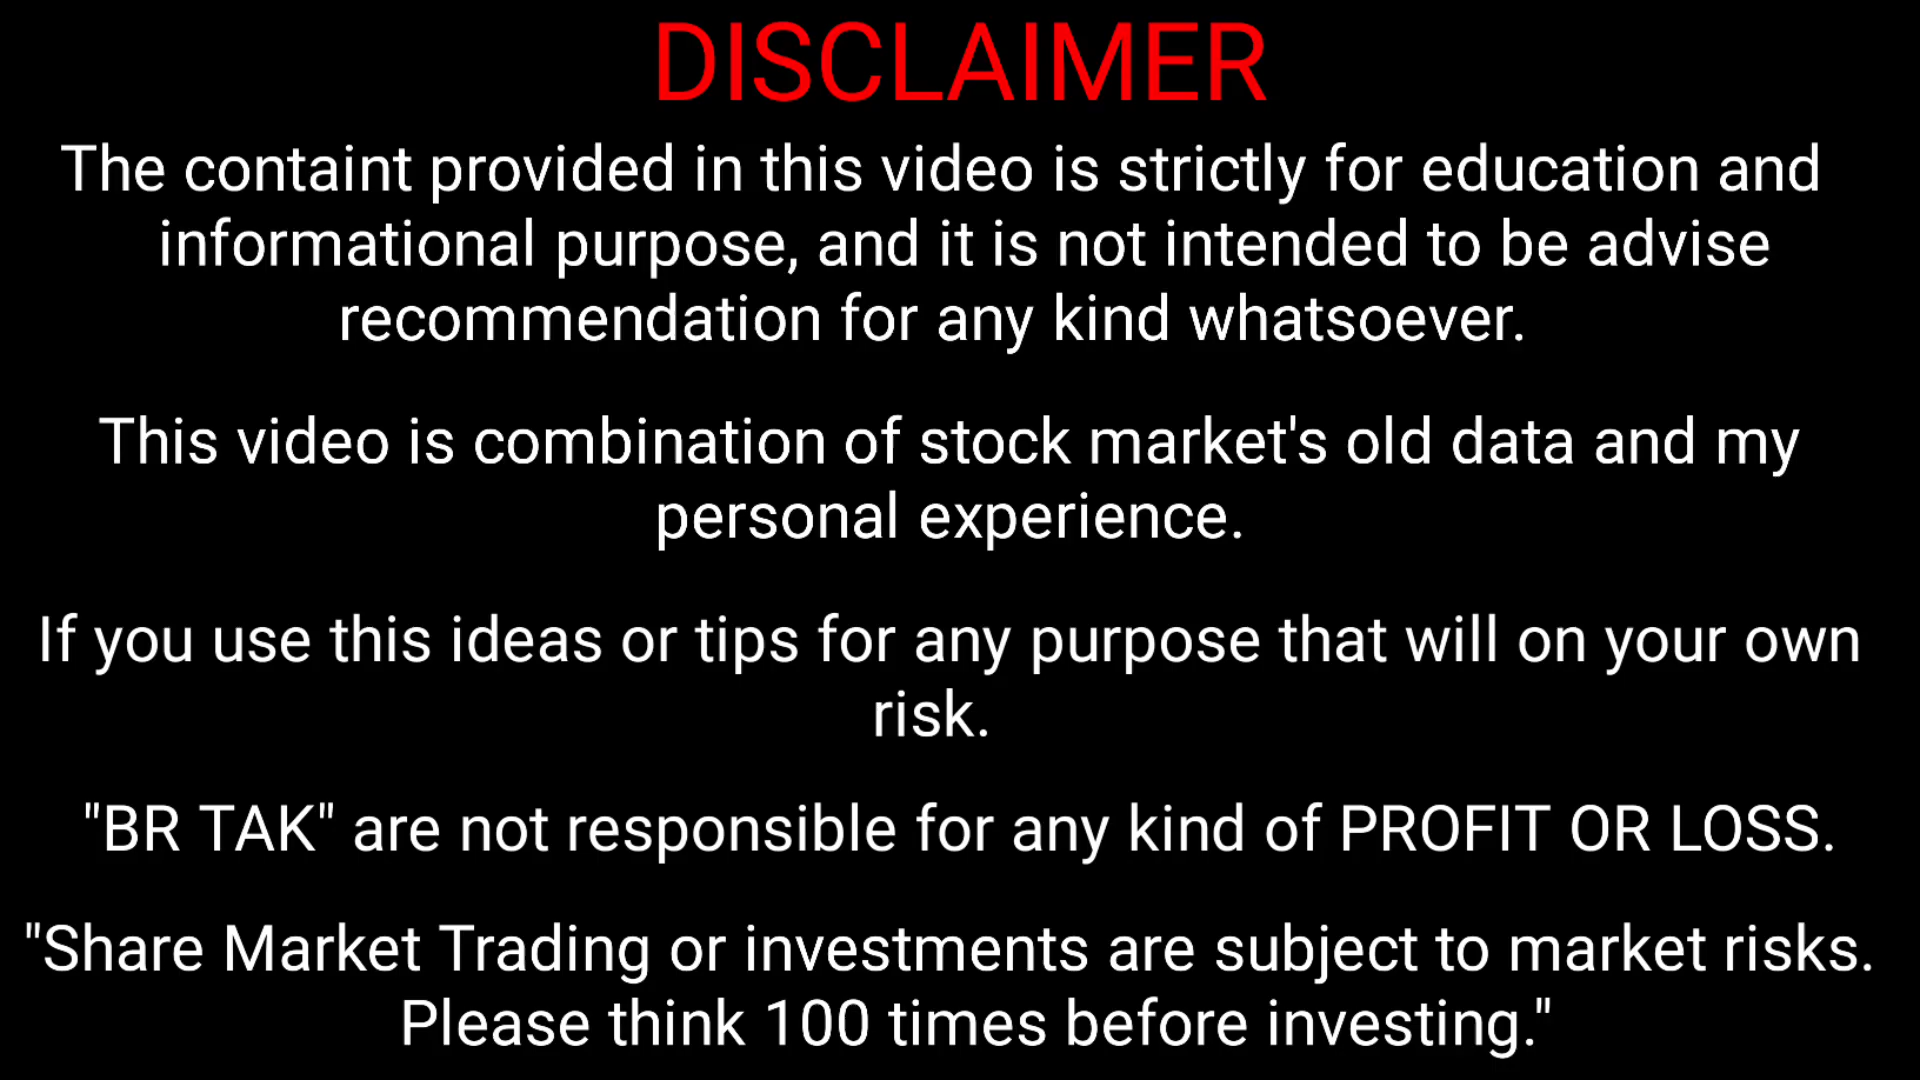 DISCLAIMER
The containt provided in this video is strictly for education and
informational purpose, and it is not intended to be advise
recommendation for any kind whatsoever.
This video is combination of stock market's old data and my
personal experience.
If you use this ideas or tips for any purpose that will on your own
risk.
"BR TAK" are not responsible for any kind of PROFIT OR LOSS.
"Share Market Trading or investments are subject to market risks.
Please think 100 times before investing."